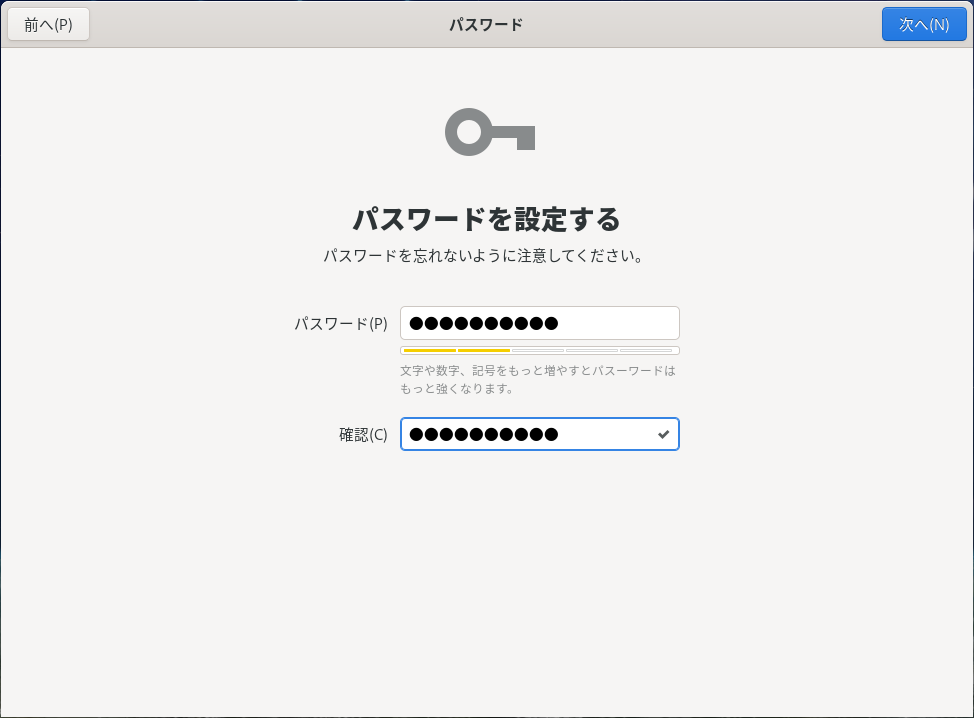 前へ(P)
パスワード
次へ(N)
パスワードを設定する
パスワードを忘れないように注意してください。
パスワード(P)
●●●●●●●●●●
文字や数字、記号をもっと増やすとパスーワードは
もっと強くなります。
確認(C)
●●●●●●●●●●